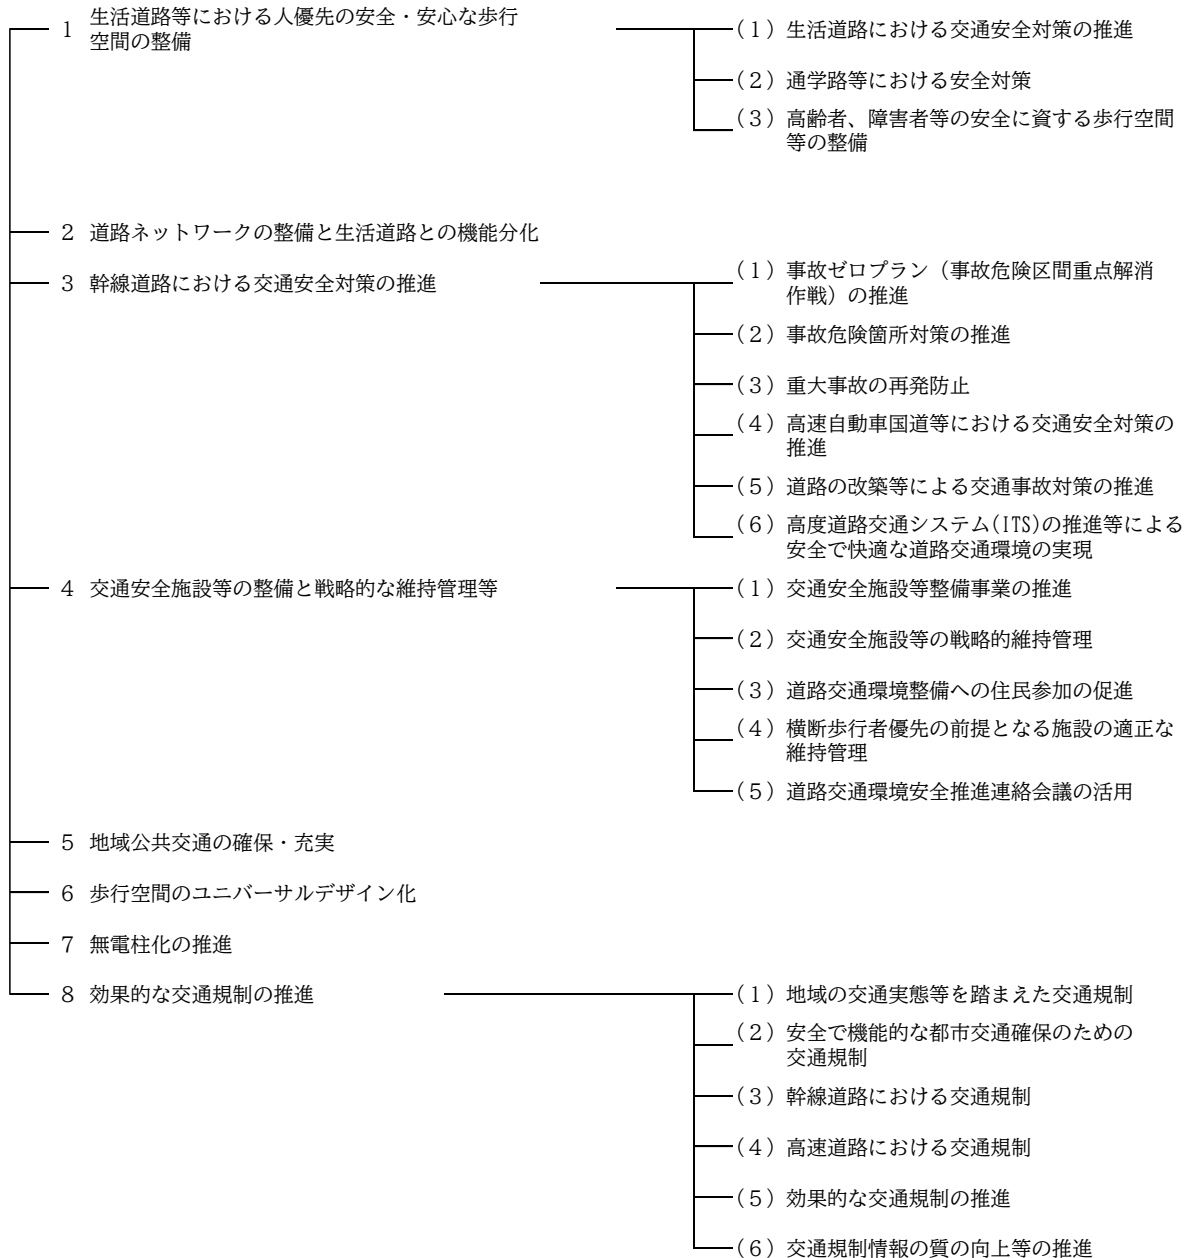 1 生活道路等における人優先の安全・安心な歩行
空間の整備
(1) 生活道路における交通安全対策の推進
(2) 通学路等における安全対策
(3) 高齢者、障害者等の安全に資する歩行空間
等の整備
2 道路ネットワークの整備と生活道路との機能分化
3 幹線道路における交通安全対策の推進
(1) 事故ゼロプラン（事故危険区間重点解消
作戦）の推進
(2) 事故危険箇所対策の推進
(3) 重大事故の再発防止
(4) 高速自動車国道等における交通安全対策の
推進
(5) 道路の改築等による交通事故対策の推進
(6) 高度道路交通システム(ITS)の推進等による
安全で快適な道路交通環境の実現
4 交通安全施設等の整備と戦略的な維持管理等
(1) 交通安全施設等整備事業の推進
(2) 交通安全施設等の戦略的維持管理
(3) 道路交通環境整備への住民参加の促進
(4) 横断歩行者優先の前提となる施設の適正な
維持管理
(5) 道路交通環境安全推進連絡会議の活用
5 地域公共交通の確保・充実
6 歩行空間のユニバーサルデザイン化
7 無電柱化の推進
8 効果的な交通規制の推進
(1) 地域の交通実態等を踏まえた交通規制
(2) 安全で機能的な都市交通確保のための
交通規制
(3) 幹線道路における交通規制
(4) 高速道路における交通規制
(5) 効果的な交通規制の推進
(6) 交通規制情報の質の向上等の推進